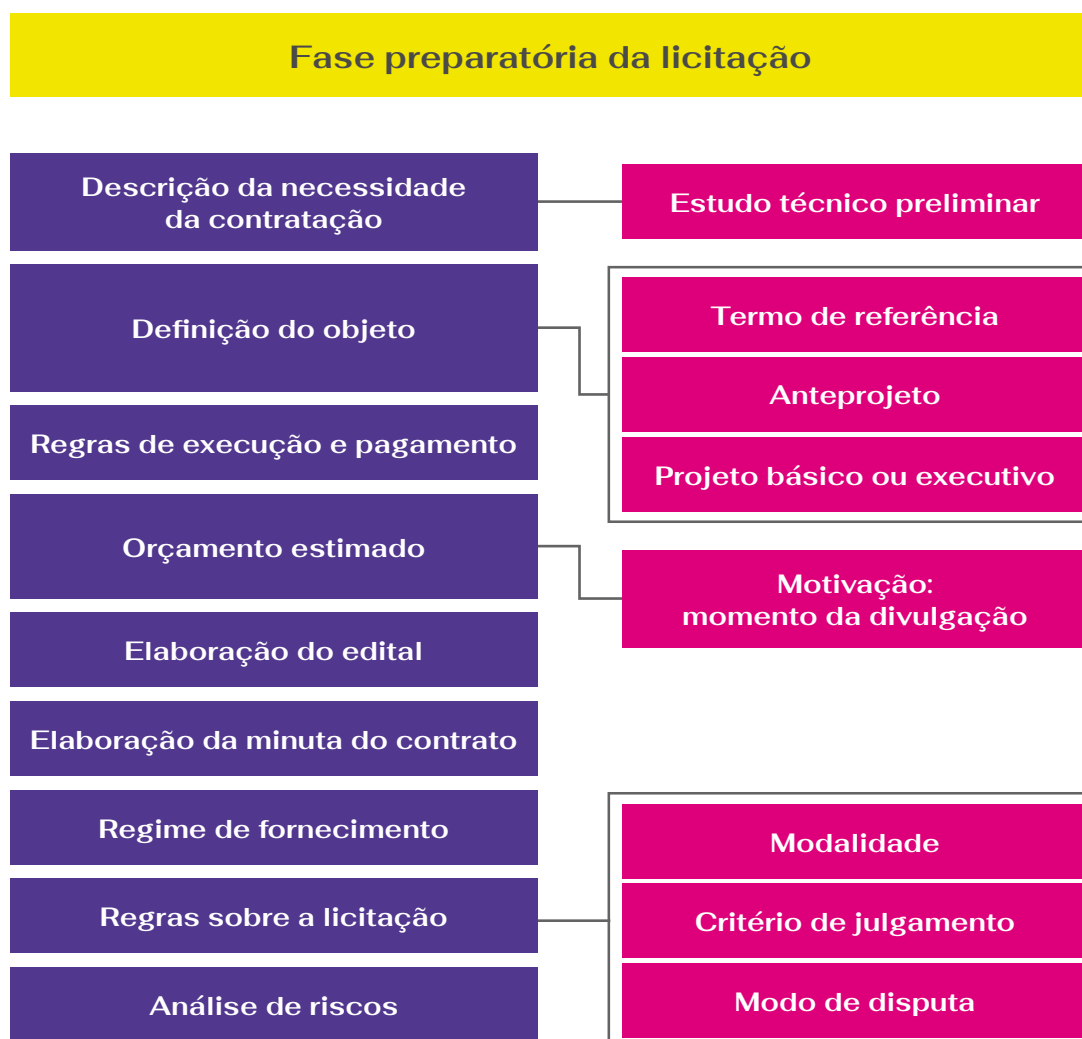 Fase preparatória da licitação
Descrição da necessidade
da contratação
Estudo técnico preliminar
Definição do objeto
Termo de referência
Anteprojeto
Projeto básico ou executivo
Regras de execução e pagamento
Orçamento estimado
Motivação:
momento da divulgação
Elaboração do edital
Elaboração da minuta do contrato
Regime de fornecimento
Regras sobre a licitação
Modalidade
Critério de julgamento
Modo de disputa
Análise de riscos